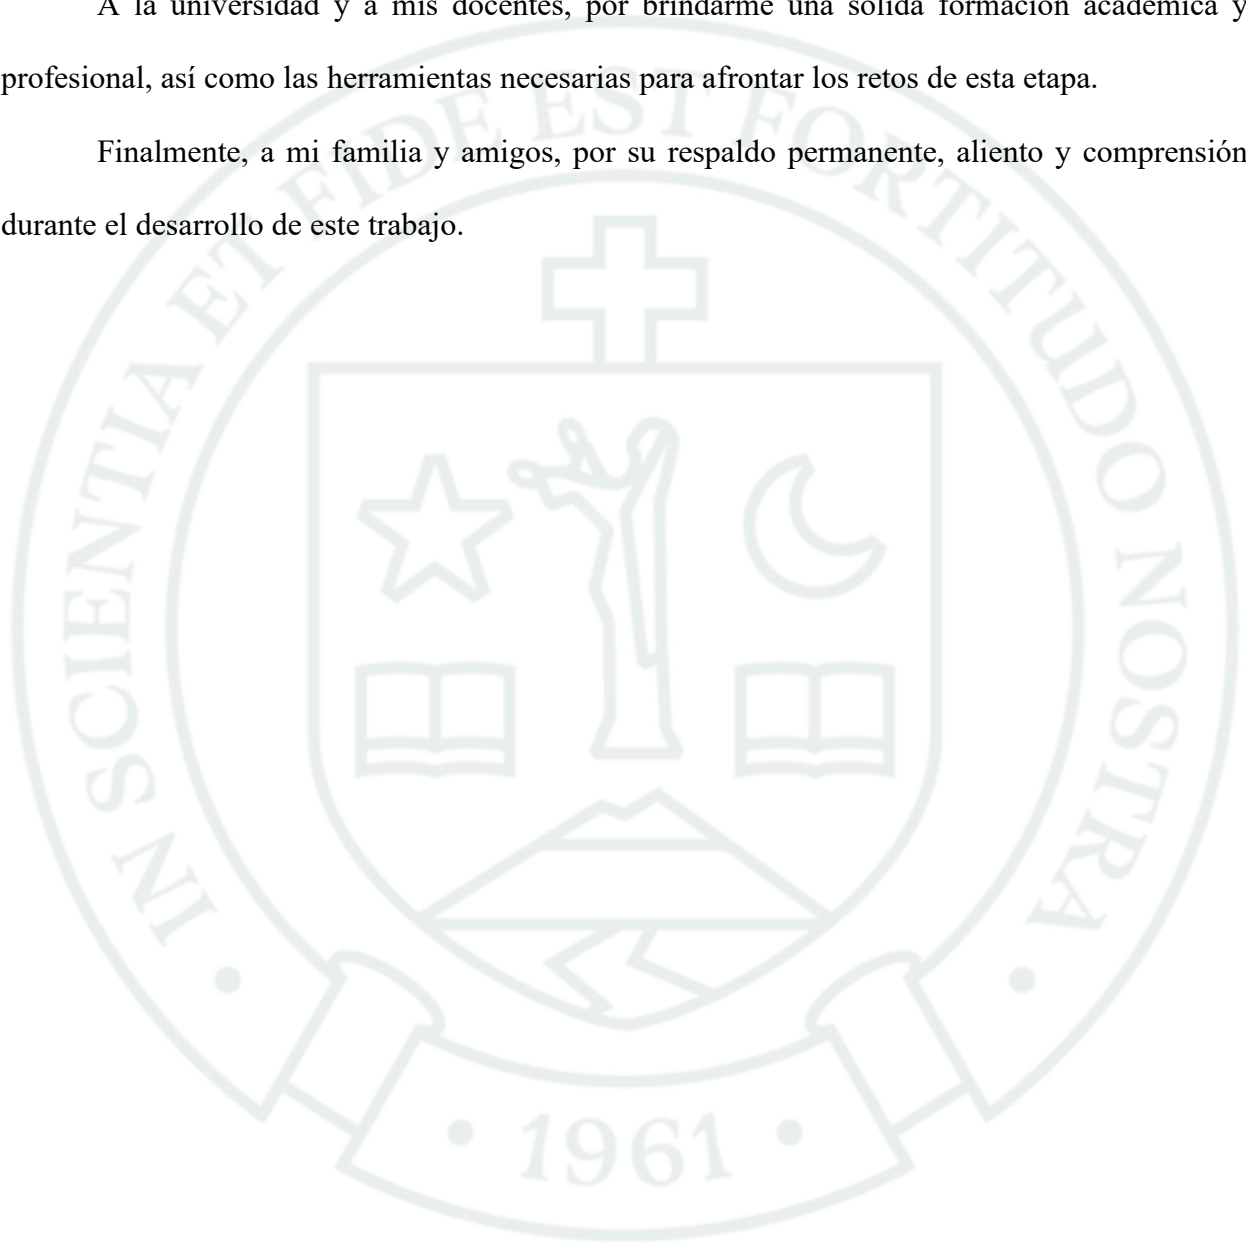 A la universidad y a mis docentes, por brindarme una sólida formación académica y
profesional, así como las herramientas necesarias para afrontar los retos de esta etapa.
Finalmente, a mi familia y amigos, por su respaldo permanente, aliento y comprensión
durante el desarrollo de este trabajo.
IN SCIENTIA ET FIDE EST FORTITUDO NOSTRA
• 1961 •